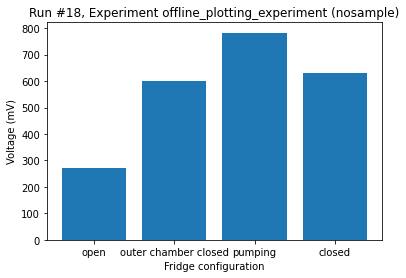 Run #18, Experiment offline_plotting_experiment (nosample)
800
700
600
500
400
300
200
100
0
Voltage (mV)
open outer chamber closed pumping closed
Fridge configuration